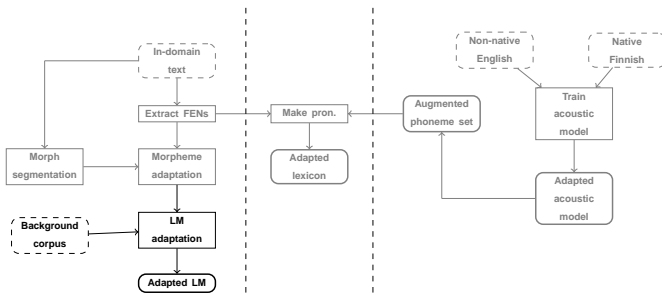 In-domain
text
Extract FENs
Morph
segmentation
Morpheme
adaptation
Background
corpus
LM
adaptation
Adapted LM
Make pron.
Adapted
lexicon
Non-native
English
Native
Finnish
Augmented
phoneme set
Train
acoustic
model
Adapted
acoustic
model